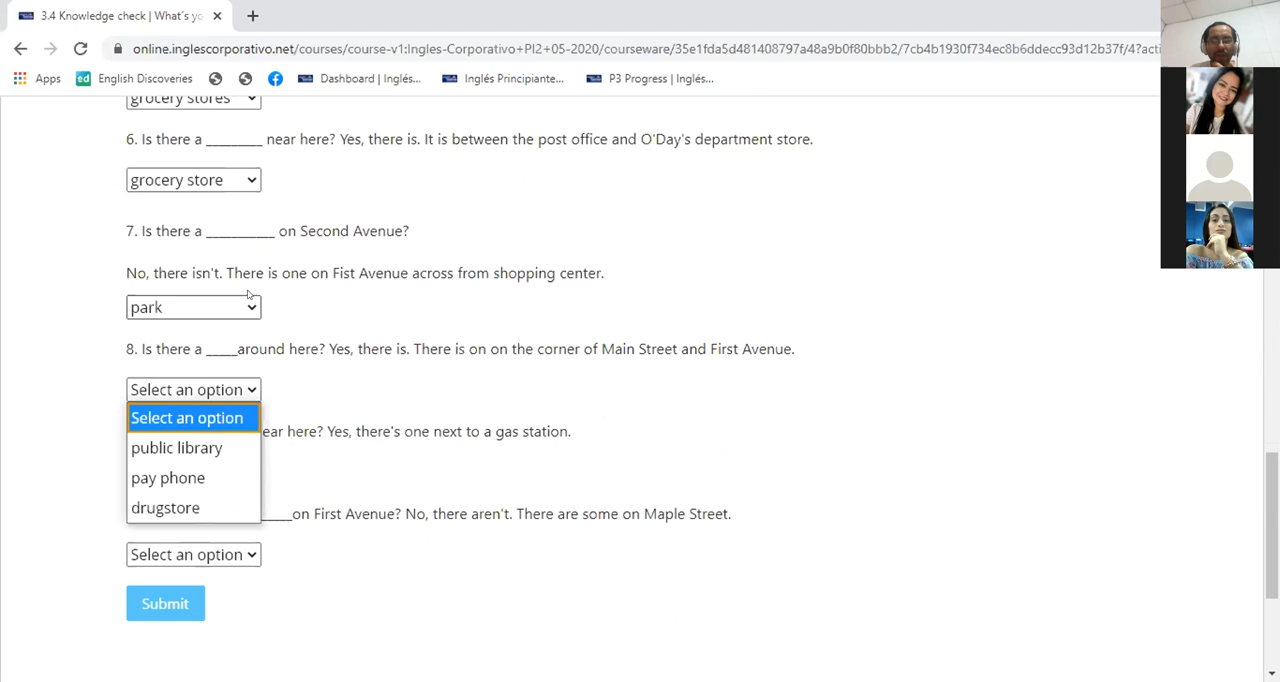 3.4 Knowledge check | What's yo
online.inglescorporativo.net/courses/course-v1:Ingles-Corporativo+PI2+05-2020/courseware/35e1fda5d481408797a48a9b0f80bbb2/7cb4b1930f734ec8b6ddecc93d12b37f/4?acti
Apps English Discoveries Dashboard | Inglés... Inglés Principiante... P3 Progress | Inglés...
grocery stores
6. Is there a _________ near here? Yes, there is. It is between the post office and O'Day's department store.
grocery store
7. Is there a ___________ on Second Avenue?
No, there isn't. There is one on Fist Avenue across from shopping center.
park
8. Is there a _____around here? Yes, there is. There is on on the corner of Main Street and First Avenue.
Select an option
Select an option
ear here? Yes, there's one next to a gas station.
public library
pay phone
drugstore
_____on First Avenue? No, there aren't. There are some on Maple Street.
Select an option
Submit